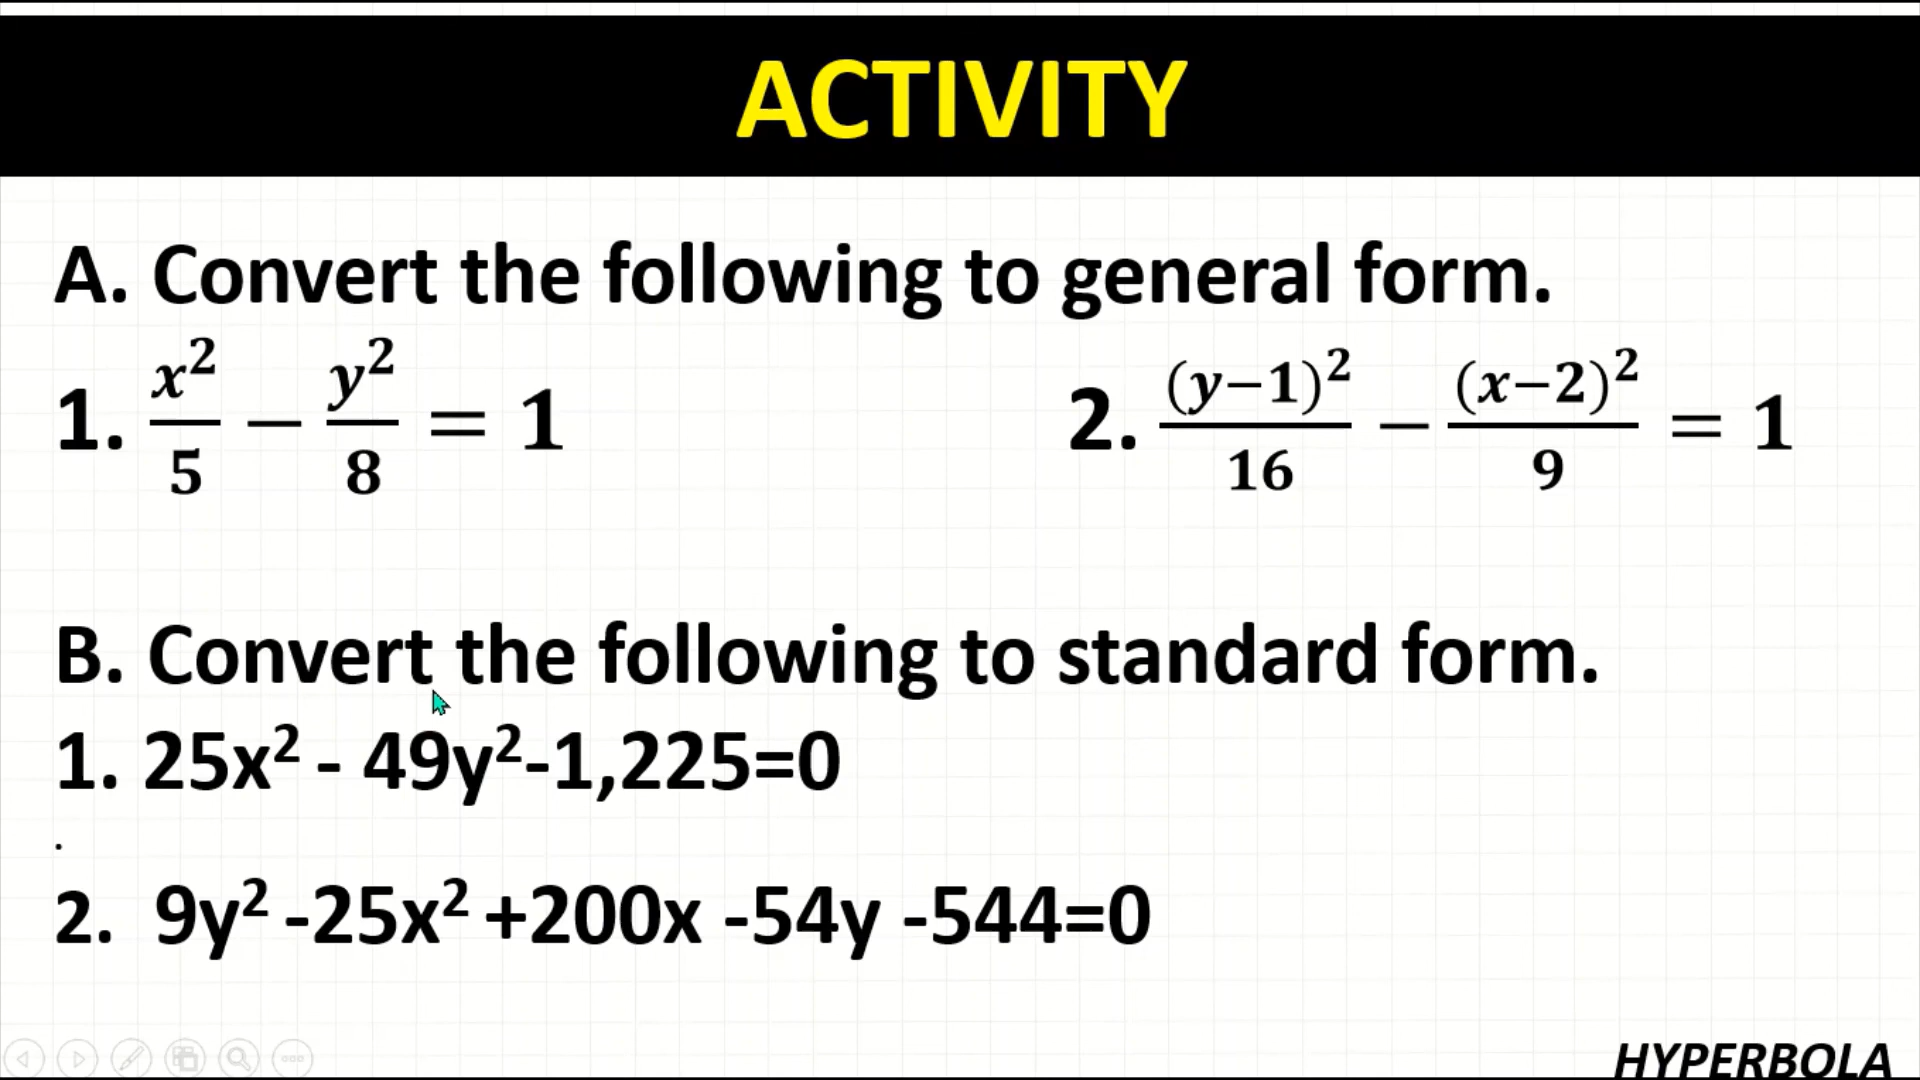 ACTIVITY
A. Convert the following to general form.
1. x²/5 − y²/8 = 1
2. (y−1)²/16 − (x−2)²/9 = 1
B. Convert the following to standard form.
1. 25x² - 49y²-1,225=0
.
2. 9y² -25x² +200x -54y -544=0
HYPERBOLA